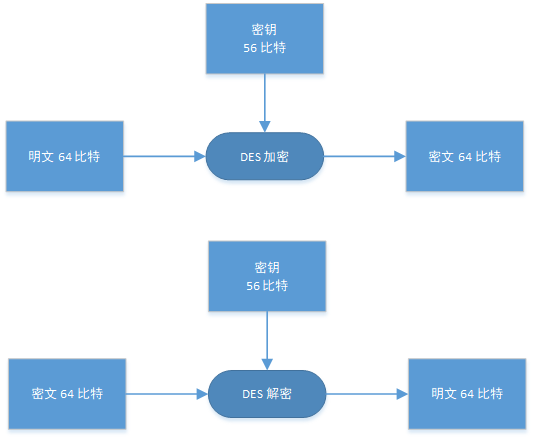 密钥
56 比特
明文 64 比特
DES 加密
密文 64 比特
密钥
56 比特
密文 64 比特
DES 解密
明文 64 比特